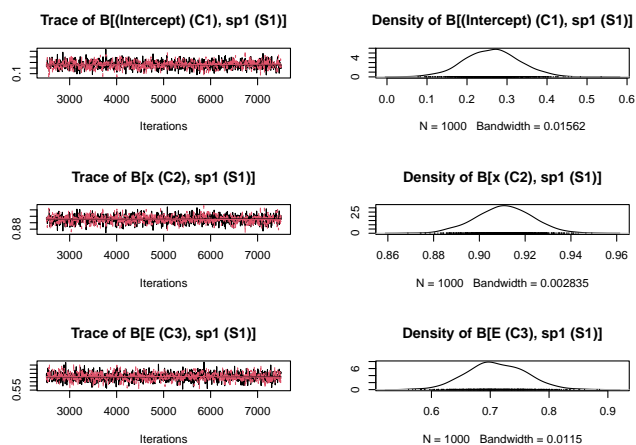 Trace of B[(Intercept) (C1), sp1 (S1)]
0.1
3000 4000 5000 6000 7000
Iterations
Density of B[(Intercept) (C1), sp1 (S1)]
0 4
0.0 0.1 0.2 0.3 0.4 0.5 0.6
N = 1000 Bandwidth = 0.01562
Trace of B[x (C2), sp1 (S1)]
0.88
3000 4000 5000 6000 7000
Iterations
Density of B[x (C2), sp1 (S1)]
0 25
0.86 0.88 0.90 0.92 0.94 0.96
N = 1000 Bandwidth = 0.002835
Trace of B[E (C3), sp1 (S1)]
0.55
3000 4000 5000 6000 7000
Iterations
Density of B[E (C3), sp1 (S1)]
0 6
0.6 0.7 0.8 0.9
N = 1000 Bandwidth = 0.0115